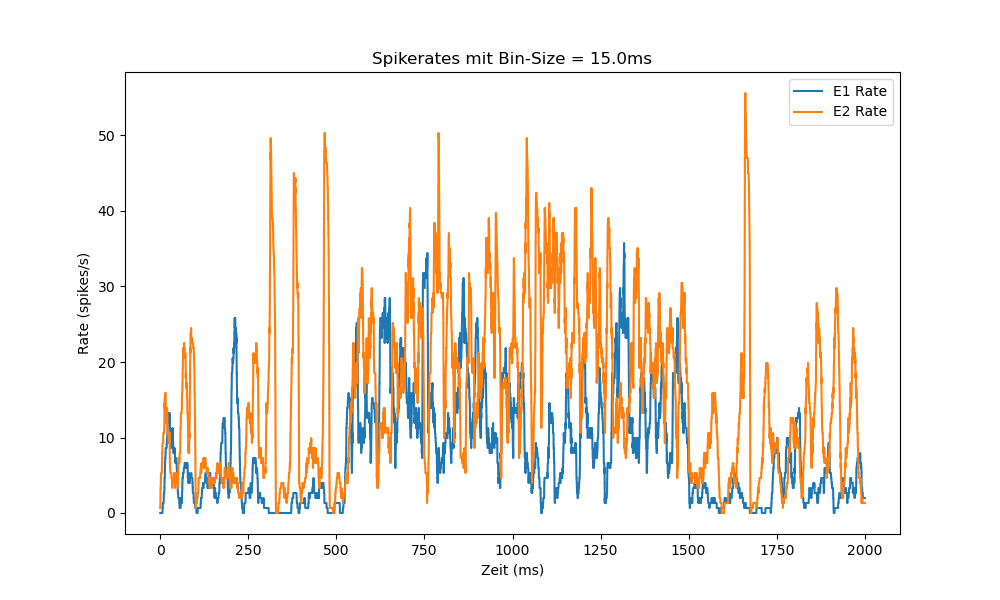 Spikerates mit Bin-Size = 15.0ms
E1 Rate
E2 Rate
50
40
30
20
10
0
Rate (spikes/s)
0 250 500 750 1000 1250 1500 1750 2000
Zeit (ms)